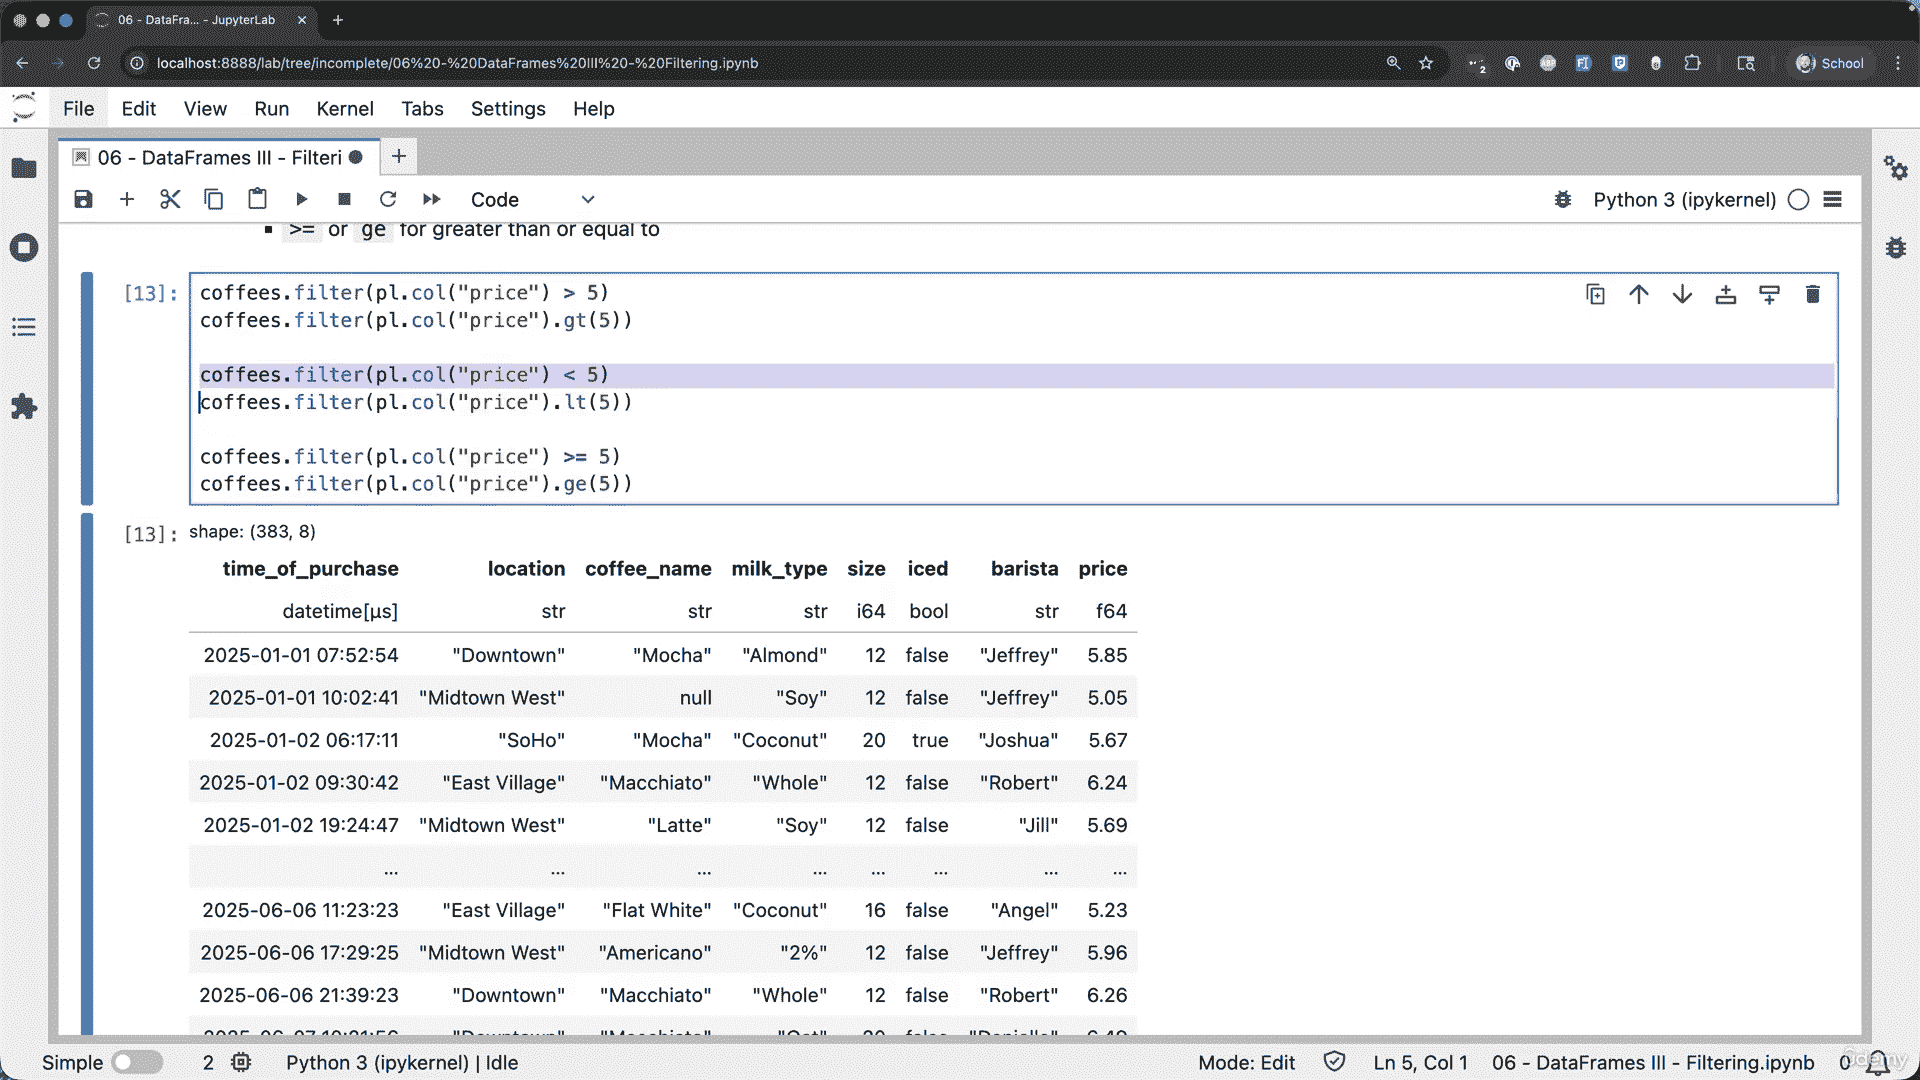 06 - DataFra... - JupyterLab
localhost:8888/lab/tree/incomplete/06%20-%20DataFrames%20III%20-%20Filtering.ipynb
2
School
File Edit View Run Kernel Tabs Settings Help
06 - DataFrames III - Filteri
Code
Python 3 (ipykernel)
>= or ge for greater than or equal to
[13]:
coffees.filter(pl.col("price") > 5)
coffees.filter(pl.col("price").gt(5))
coffees.filter(pl.col("price") < 5)
coffees.filter(pl.col("price").lt(5))
coffees.filter(pl.col("price") >= 5)
coffees.filter(pl.col("price").ge(5))
[13]: shape: (383, 8)
time_of_purchase location coffee_name milk_type size iced barista price
datetime[μs] str str str i64 bool str f64
2025-01-01 07:52:54 "Downtown" "Mocha" "Almond" 12 false "Jeffrey" 5.85
2025-01-01 10:02:41 "Midtown West" null "Soy" 12 false "Jeffrey" 5.05
2025-01-02 06:17:11 "SoHo" "Mocha" "Coconut" 20 true "Joshua" 5.67
2025-01-02 09:30:42 "East Village" "Macchiato" "Whole" 12 false "Robert" 6.24
2025-01-02 19:24:47 "Midtown West" "Latte" "Soy" 12 false "Jill" 5.69
... ... ... ... ... ... ... ...
2025-06-06 11:23:23 "East Village" "Flat White" "Coconut" 16 false "Angel" 5.23
2025-06-06 17:29:25 "Midtown West" "Americano" "2%" 12 false "Jeffrey" 5.96
2025-06-06 21:39:23 "Downtown" "Macchiato" "Whole" 12 false "Robert" 6.26
Simple 2 Python 3 (ipykernel) | Idle Mode: Edit Ln 5, Col 1 06 - DataFrames III - Filtering.ipynb 0
Udemy